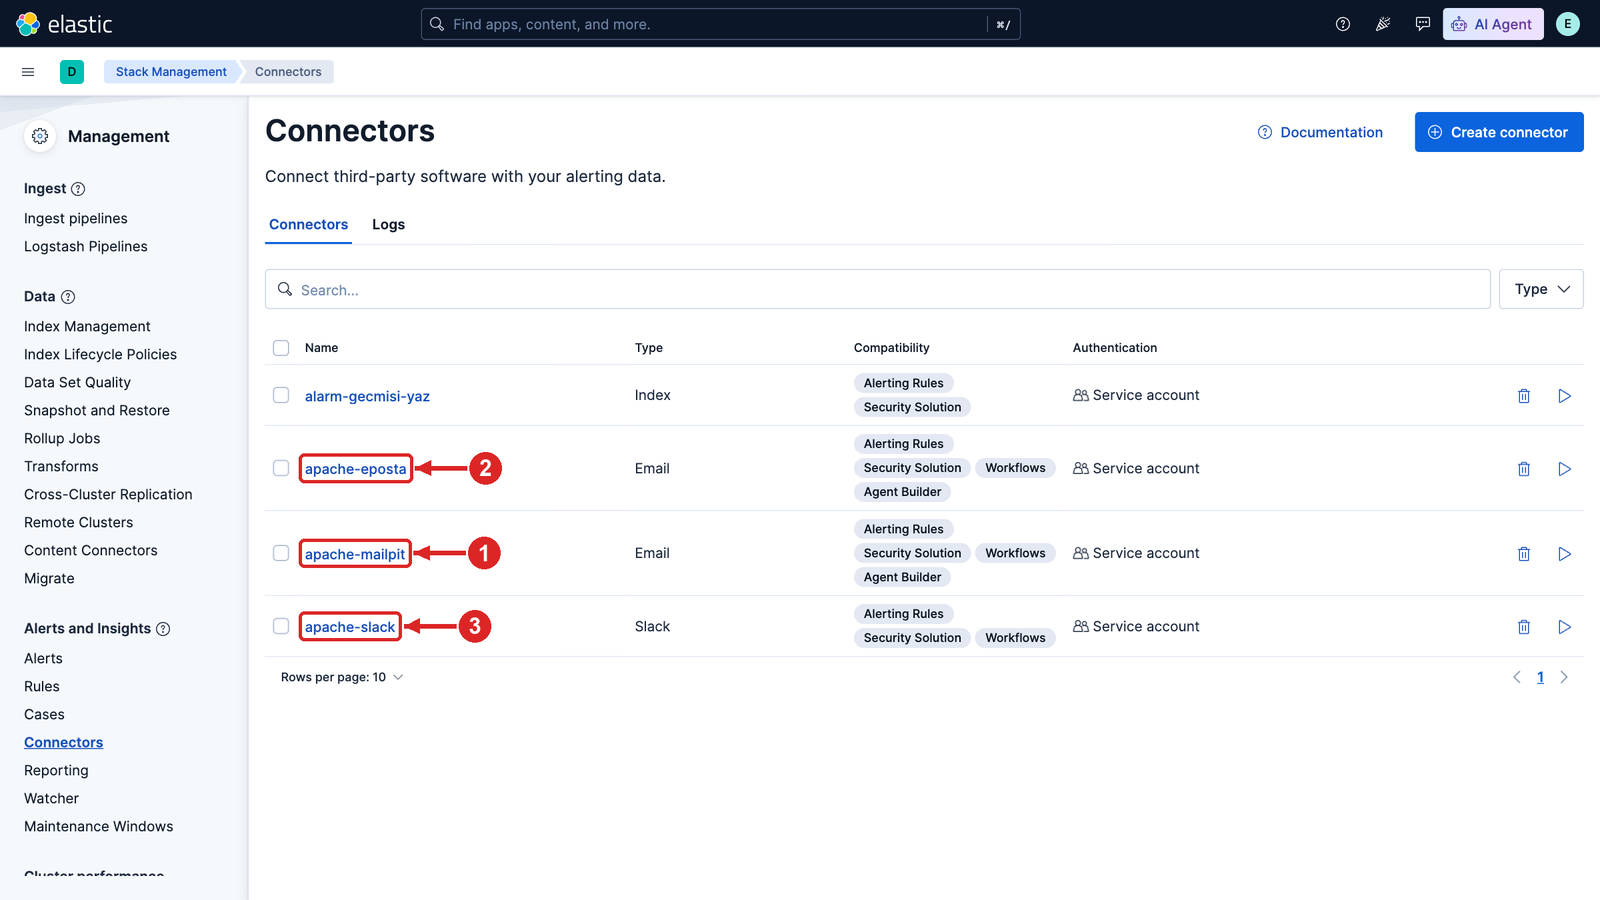 elastic
Find apps, content, and more.
⌘/
AI Agent
E
D
Stack Management
Connectors
Management
Ingest
Ingest pipelines
Logstash Pipelines
Data
Index Management
Index Lifecycle Policies
Data Set Quality
Snapshot and Restore
Rollup Jobs
Transforms
Cross-Cluster Replication
Remote Clusters
Content Connectors
Migrate
Alerts and Insights
Alerts
Rules
Cases
Connectors
Reporting
Watcher
Maintenance Windows
Cluster performance
Connectors
Documentation
Create connector
Connect third-party software with your alerting data.
Connectors Logs
Search...
Type
Name Type Compatibility Authentication
alarm-gecmisi-yaz Index Alerting Rules Service account
Security Solution
apache-eposta 2 Email Alerting Rules Service account
Security Solution Workflows
Agent Builder
apache-mailpit 1 Email Alerting Rules Service account
Security Solution Workflows
Agent Builder
apache-slack 3 Slack Alerting Rules Service account
Security Solution Workflows
Rows per page: 10
1